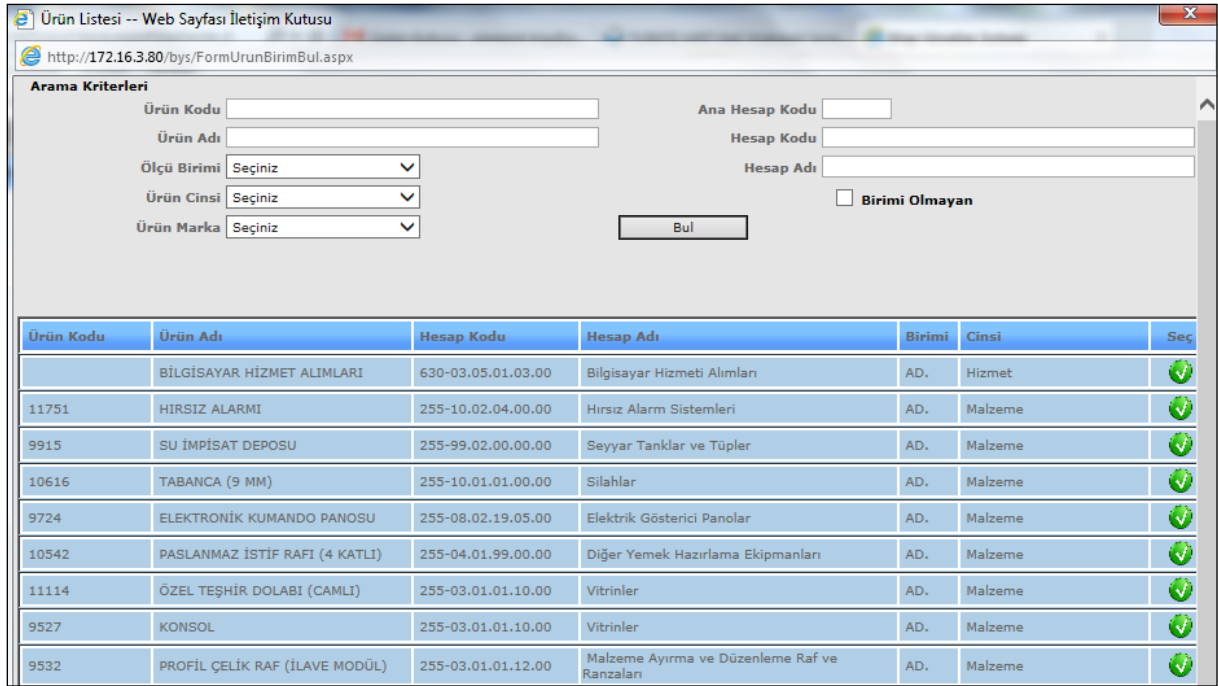 Ürün Listesi -- Web Sayfası İletişim Kutusu
http://172.16.3.80/bys/FormUrunBirimBul.aspx
Arama Kriterleri
Ürün Kodu Ana Hesap Kodu
Ürün Adı Hesap Kodu
Ölçü Birimi Seçiniz Hesap Adı
Ürün Cinsi Seçiniz Birimi Olmayan
Ürün Marka Seçiniz Bul
Ürün Kodu Ürün Adı Hesap Kodu Hesap Adı Birimi Cinsi Seç
BİLGİSAYAR HİZMET ALIMLARI 630-03.05.01.03.00 Bilgisayar Hizmeti Alımları AD. Hizmet
11751 HIRSIZ ALARMI 255-10.02.04.00.00 Hırsız Alarm Sistemleri AD. Malzeme
9915 SU İMPİSAT DEPOSU 255-99.02.00.00.00 Seyyar Tanklar ve Tüpler AD. Malzeme
10616 TABANCA (9 MM) 255-10.01.01.00.00 Silahlar AD. Malzeme
9724 ELEKTRONİK KUMANDO PANOSU 255-08.02.19.05.00 Elektrik Gösterici Panolar AD. Malzeme
10542 PASLANMAZ İSTİF RAFI (4 KATLI) 255-04.01.99.00.00 Diğer Yemek Hazırlama Ekipmanları AD. Malzeme
11114 ÖZEL TEŞHİR DOLABI (CAMLI) 255-03.01.01.10.00 Vitrinler AD. Malzeme
9527 KONSOL 255-03.01.01.10.00 Vitrinler AD. Malzeme
9532 PROFİL ÇELİK RAF (İLAVE MODÜL) 255-03.01.01.12.00 Malzeme Ayırma ve Düzenleme Raf ve Ranzaları AD. Malzeme